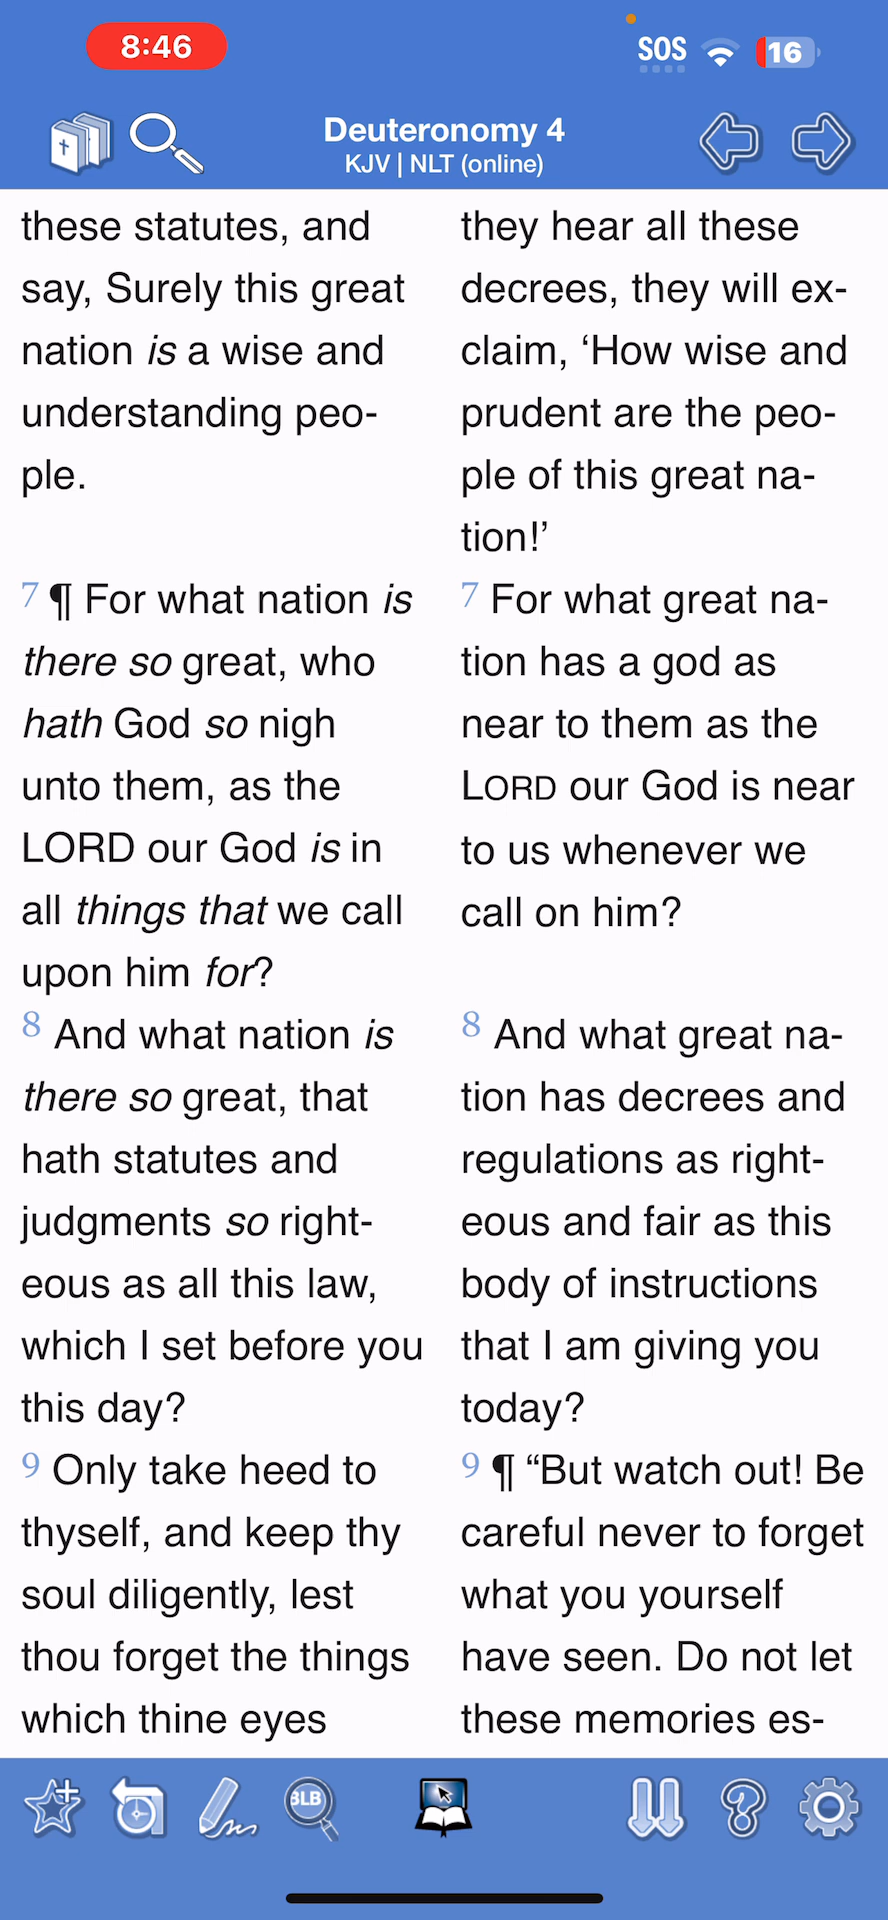 8:46
SOS
16
Deuteronomy 4
KJV | NLT (online)
these statutes, and
say, Surely this great
nation is a wise and
understanding peo-
ple.
7 ¶ For what nation is
there so great, who
hath God so nigh
unto them, as the
LORD our God is in
all things that we call
upon him for?
8 And what nation is
there so great, that
hath statutes and
judgments so right-
eous as all this law,
which I set before you
this day?
9 Only take heed to
thyself, and keep thy
soul diligently, lest
thou forget the things
which thine eyes
they hear all these
decrees, they will ex-
claim, ‘How wise and
prudent are the peo-
ple of this great na-
tion!’
7 For what great na-
tion has a god as
near to them as the
LORD our God is near
to us whenever we
call on him?
8 And what great na-
tion has decrees and
regulations as right-
eous and fair as this
body of instructions
that I am giving you
today?
9 ¶ “But watch out! Be
careful never to forget
what you yourself
have seen. Do not let
these memories es-
BLB